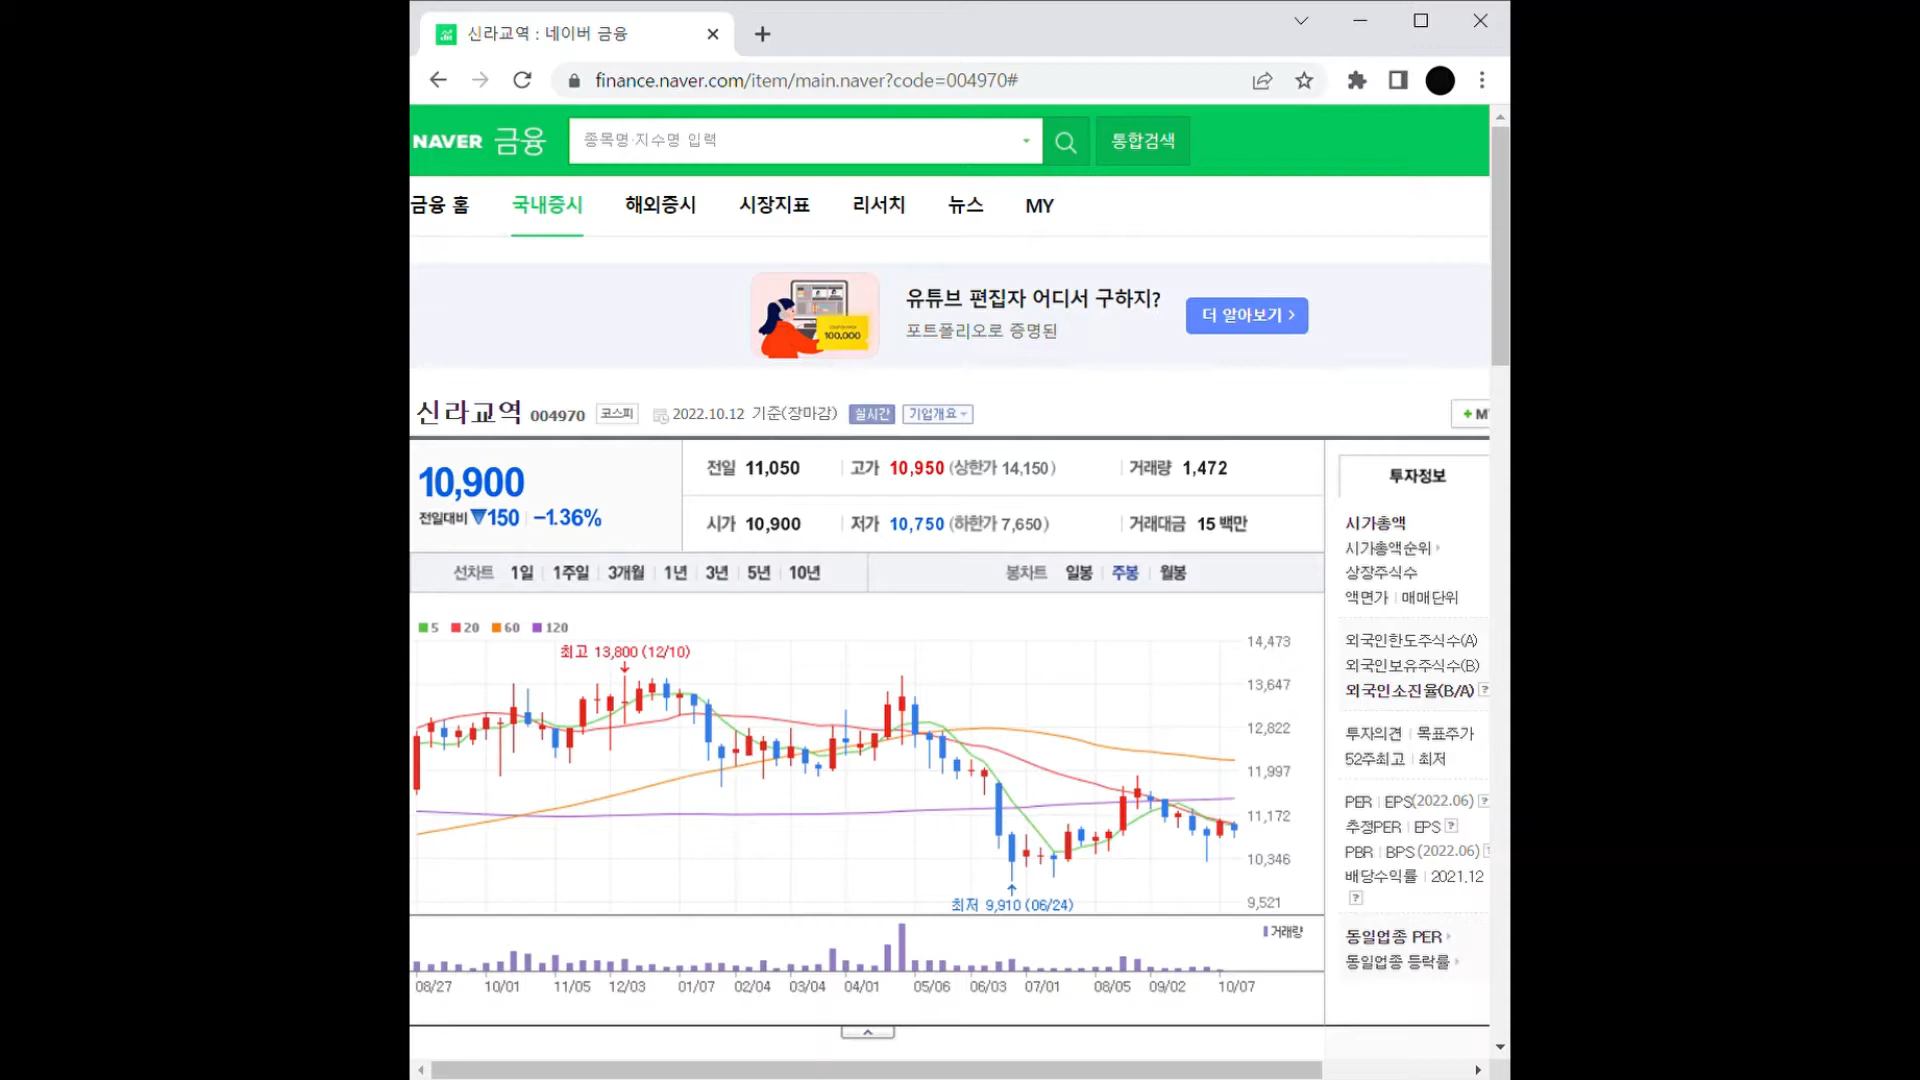 신라교역 : 네이버 금융
finance.naver.com/item/main.naver?code=004970#
NAVER 금융 종목명·지수명 입력 통합검색
금융 홈 국내증시 해외증시 시장지표 리서치 뉴스 MY
유튜브 편집자 어디서 구하지?
포트폴리오로 증명된
더 알아보기
100,000
신라교역 004970 코스피 2022.10.12 기준(장마감) 실시간 기업개요
+ M
10,900
전일대비 ▼150 -1.36%
전일 11,050 고가 10,950 (상한가 14,150) 거래량 1,472
시가 10,900 저가 10,750 (하한가 7,650) 거래대금 15 백만
선차트 1일 1주일 3개월 1년 3년 5년 10년 봉차트 일봉 주봉 월봉
5 20 60 120
최고 13,800 (12/10)
14,473
13,647
12,822
11,997
11,172
10,346
9,521
최저 9,910 (06/24)
거래량
08/27 10/01 11/05 12/03 01/07 02/04 03/04 04/01 05/06 06/03 07/01 08/05 09/02 10/07
투자정보
시가총액
시가총액순위
상장주식수
액면가 매매단위
외국인한도주식수(A)
외국인보유주식수(B)
외국인소진율(B/A) ?
투자의견 목표주가
52주최고 최저
PER EPS(2022.06) ?
추정PER EPS ?
PBR BPS(2022.06)
배당수익률 2021.12
?
동일업종 PER
동일업종 등락률